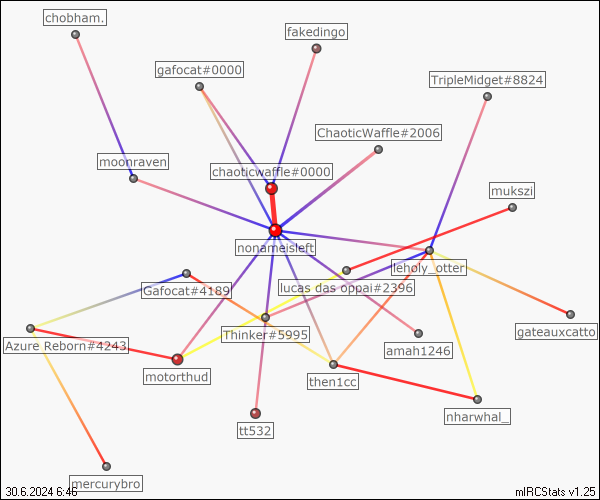 chobham.
fakedingo
gafocat#0000
TripleMidget#8824
ChaoticWaffle#2006
moonraven
chaoticwaffle#0000
mukszi
nonameisleft
leholy_otter
lucas das oppai#2396
Gafocat#4189
gateauxcatto
Thinker#5995
Azure Reborn#4243
amah1246
motorthud
then1cc
nharwhal_
tt532
mercurybro
30.6.2024 6:46
mIRCStats v1.25